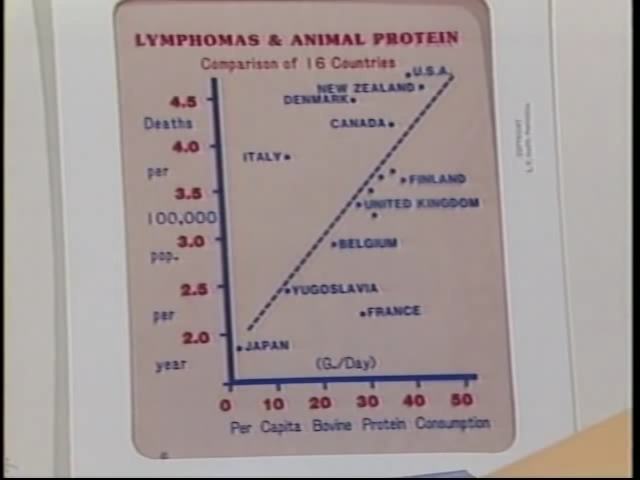 LYMPHOMAS & ANIMAL PROTEIN
Comparison of 16 Countries
U.S.A.
NEW ZEALAND
4.5
DENMARK
Deaths
CANADA
4.0
ITALY
per
FINLAND
3.5
UNITED KINGDOM
100,000
3.0
BELGIUM
pop.
2.5
YUGOSLAVIA
per
FRANCE
2.0
JAPAN
year
(G./Day)
0 10 20 30 40 50
Per Capita Bovine Protein Consumption